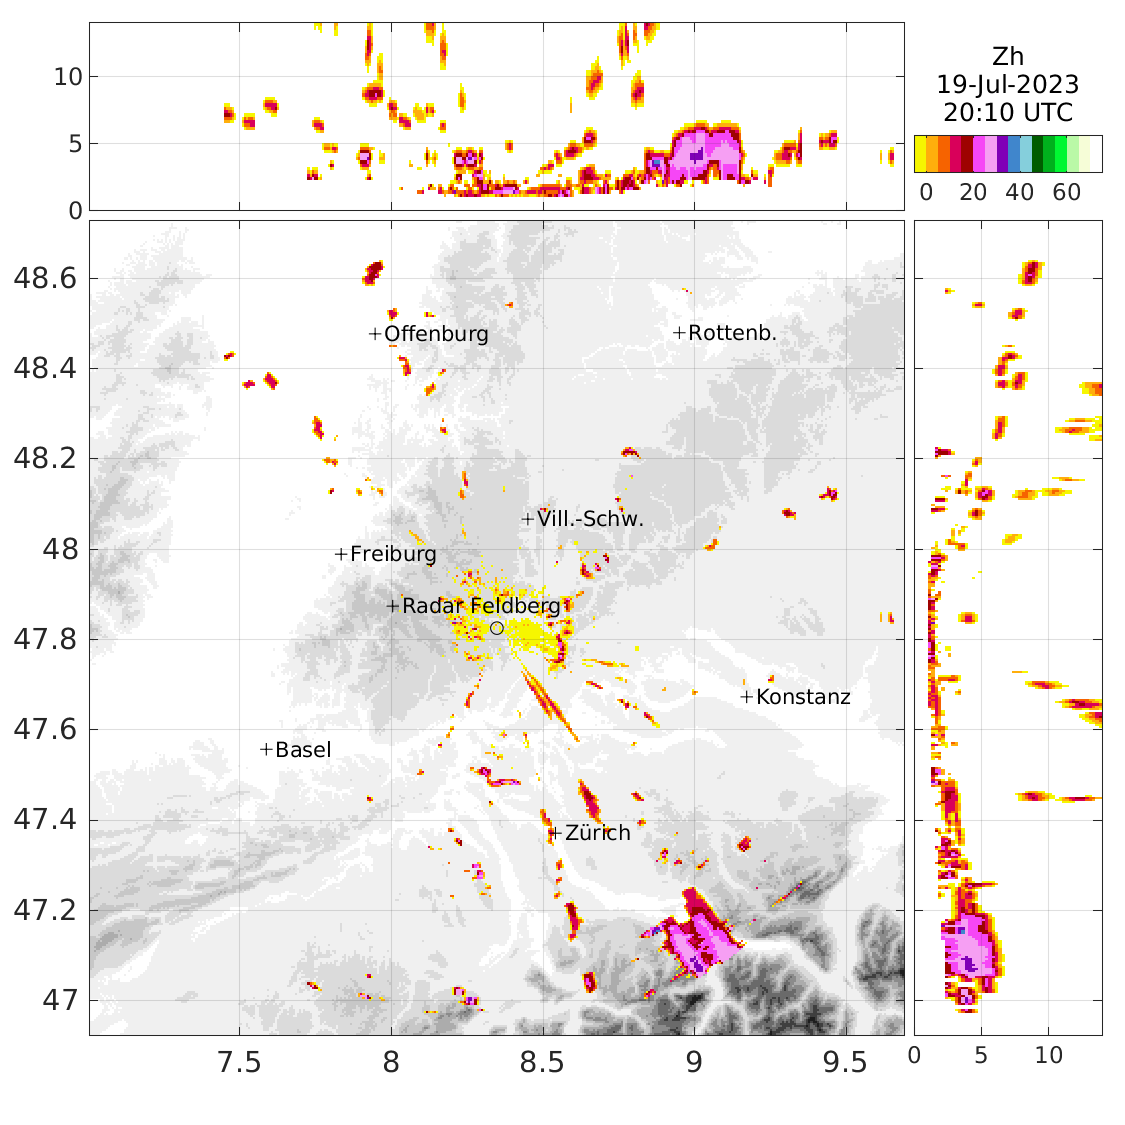 Zh
19-Jul-2023
20:10 UTC
0 20 40 60
10
5
0
48.6
48.4
48.2
48
47.8
47.6
47.4
47.2
47
+Offenburg
+Rottenb.
+Vill.-Schw.
+Freiburg
+Radar Feldberg
+Konstanz
+Basel
+Zürich
7.5 8 8.5 9 9.5
0 5 10